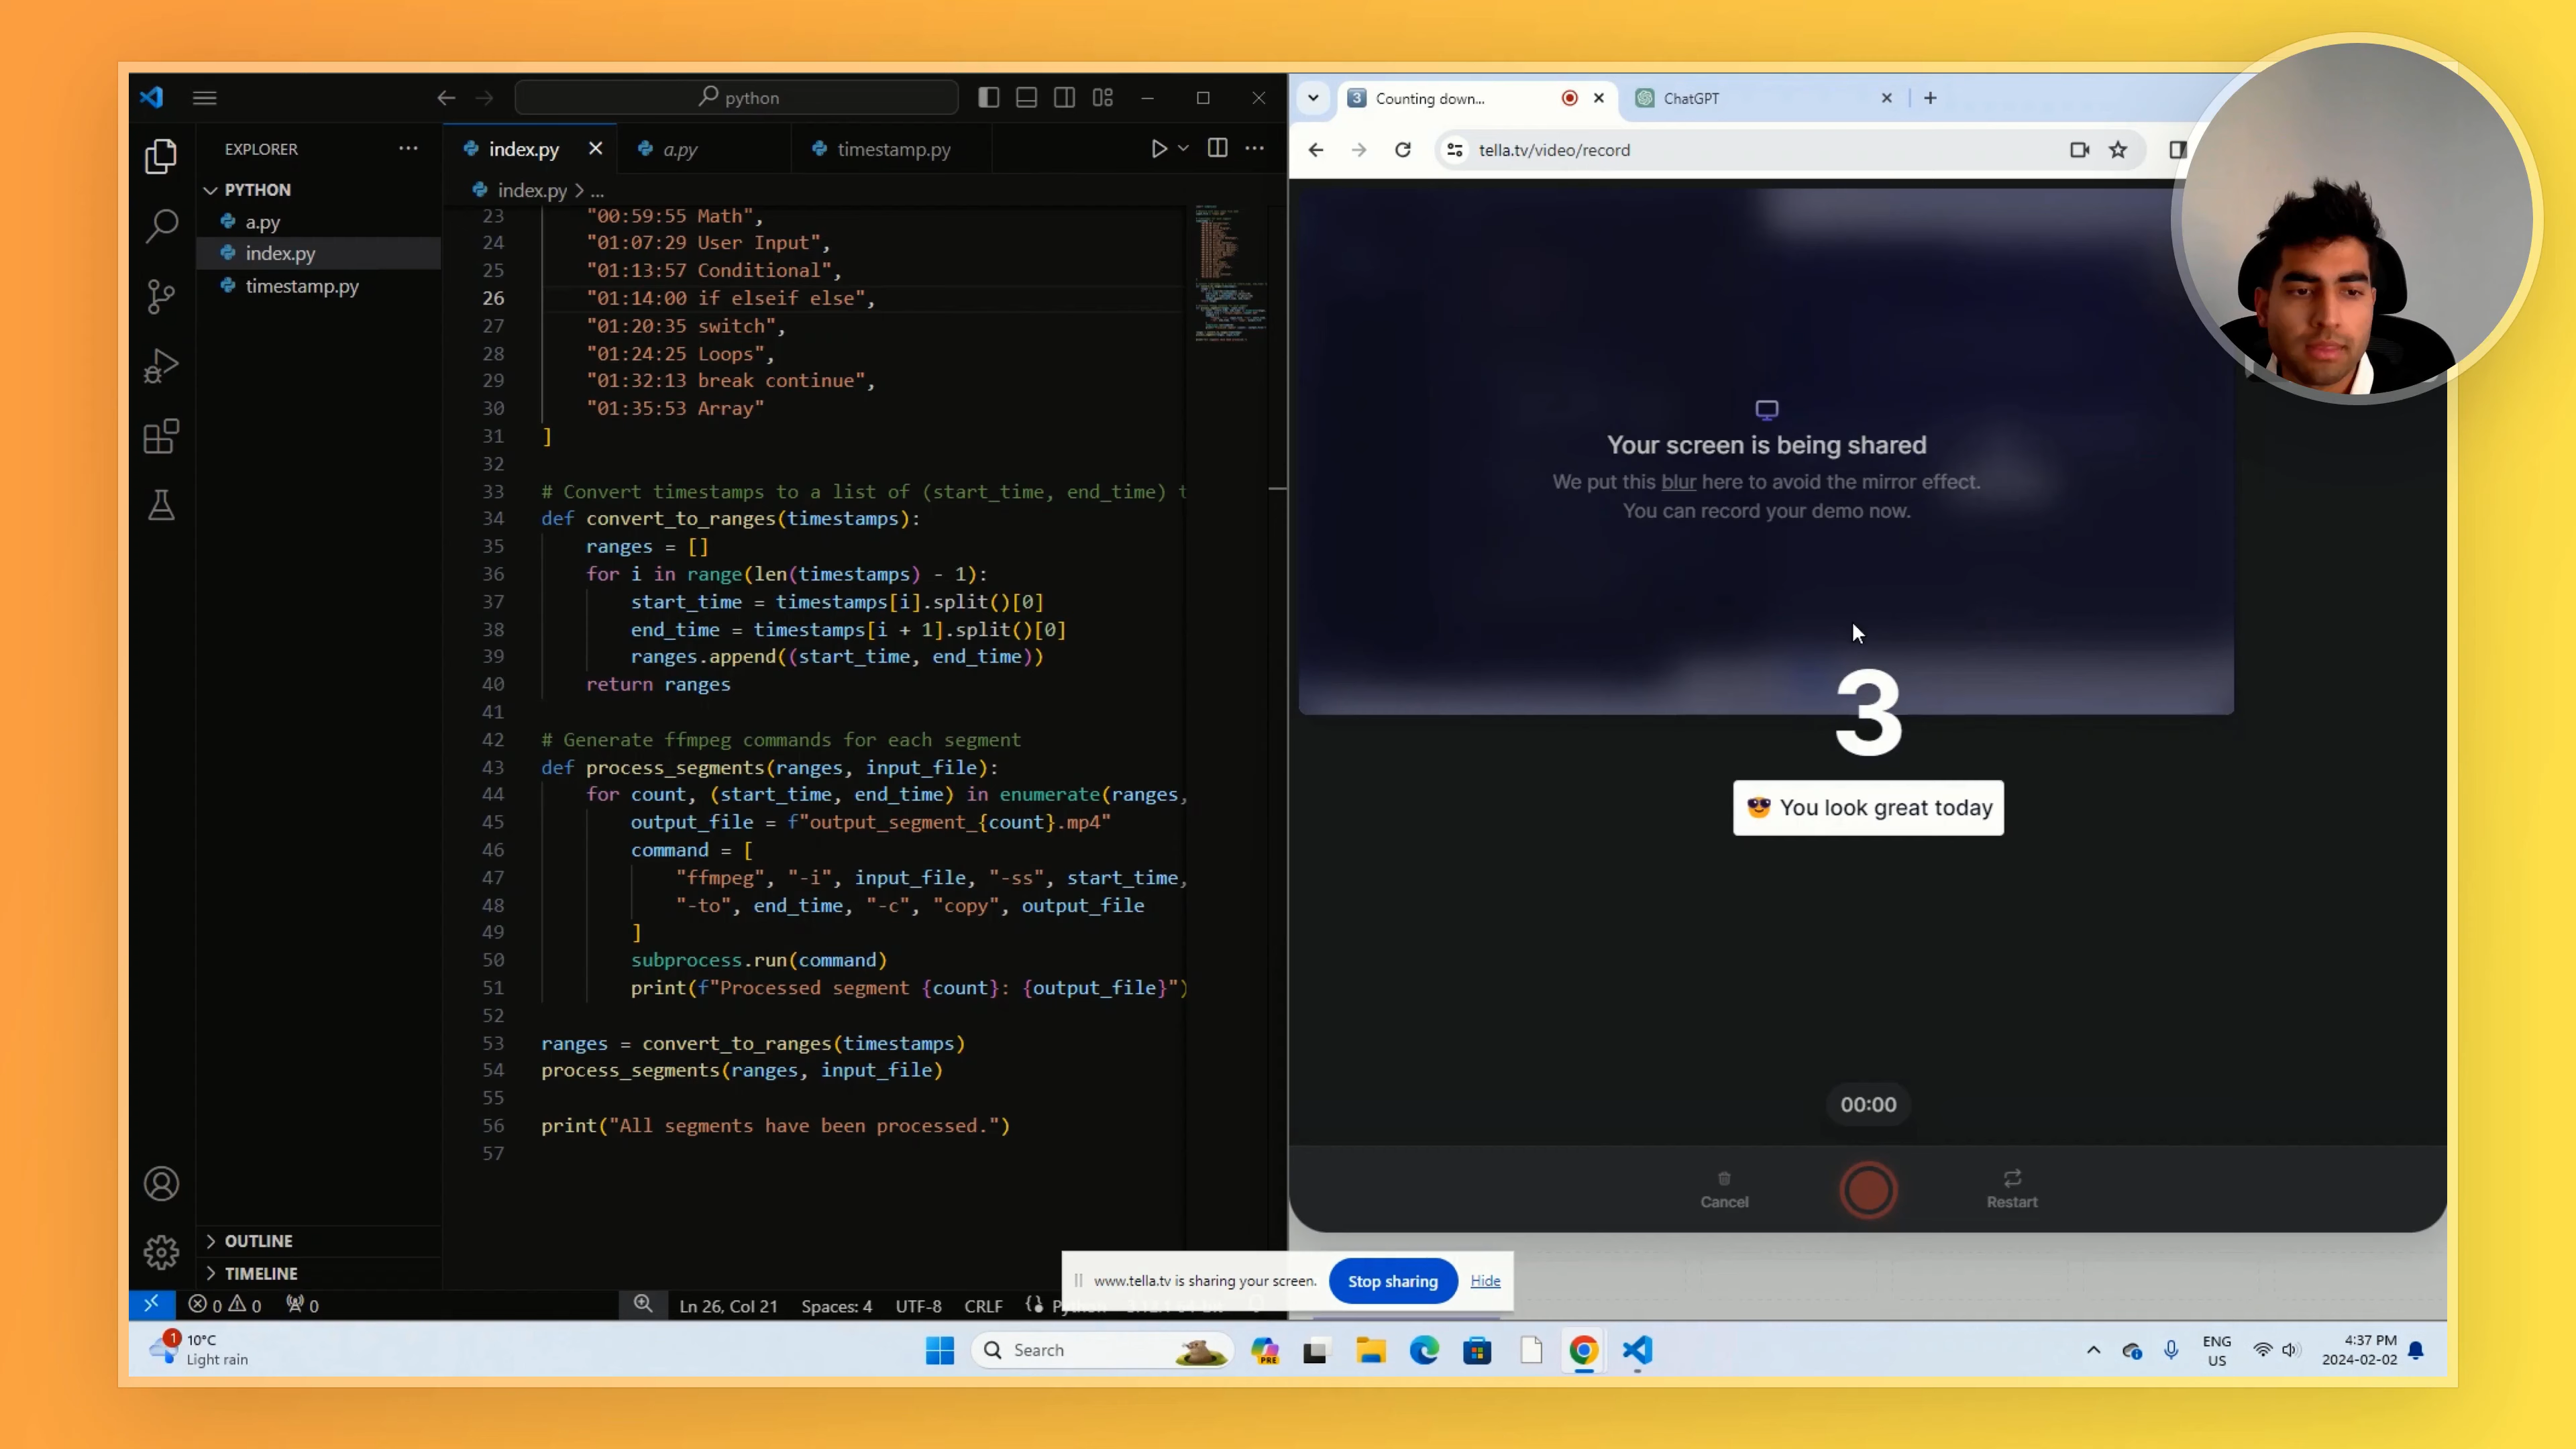 python
EXPLORER
PYTHON
a.py
index.py
timestamp.py
OUTLINE
TIMELINE
index.py
a.py
timestamp.py
index.py > ...
23 "00:59:55 Math",
24 "01:07:29 User Input",
25 "01:13:57 Conditional",
26 "01:14:00 if elseif else",
27 "01:20:35 switch",
28 "01:24:25 Loops",
29 "01:32:13 break continue",
30 "01:35:53 Array"
31 ]
32
33 # Convert timestamps to a list of (start_time, end_time) t
34 def convert_to_ranges(timestamps):
35 ranges = []
36 for i in range(len(timestamps) - 1):
37 start_time = timestamps[i].split()[0]
38 end_time = timestamps[i + 1].split()[0]
39 ranges.append((start_time, end_time))
40 return ranges
41
42 # Generate ffmpeg commands for each segment
43 def process_segments(ranges, input_file):
44 for count, (start_time, end_time) in enumerate(ranges,
45 output_file = f"output_segment_{count}.mp4"
46 command = [
47 "ffmpeg", "-i", input_file, "-ss", start_time,
48 "-to", end_time, "-c", "copy", output_file
49 ]
50 subprocess.run(command)
51 print(f"Processed segment {count}: {output_file}")
52
53 ranges = convert_to_ranges(timestamps)
54 process_segments(ranges, input_file)
55
56 print("All segments have been processed.")
57
0 0 0 Ln 26, Col 21 Spaces: 4 UTF-8 CRLF
3 Counting down...
ChatGPT
tella.tv/video/record
Your screen is being shared
We put this blur here to avoid the mirror effect.
You can record your demo now.
3
😎 You look great today
00:00
Cancel
Restart
www.tella.tv is sharing your screen. Stop sharing Hide
1
10°C
Light rain
Search
PRE
ENG
US
4:37 PM
2024-02-02